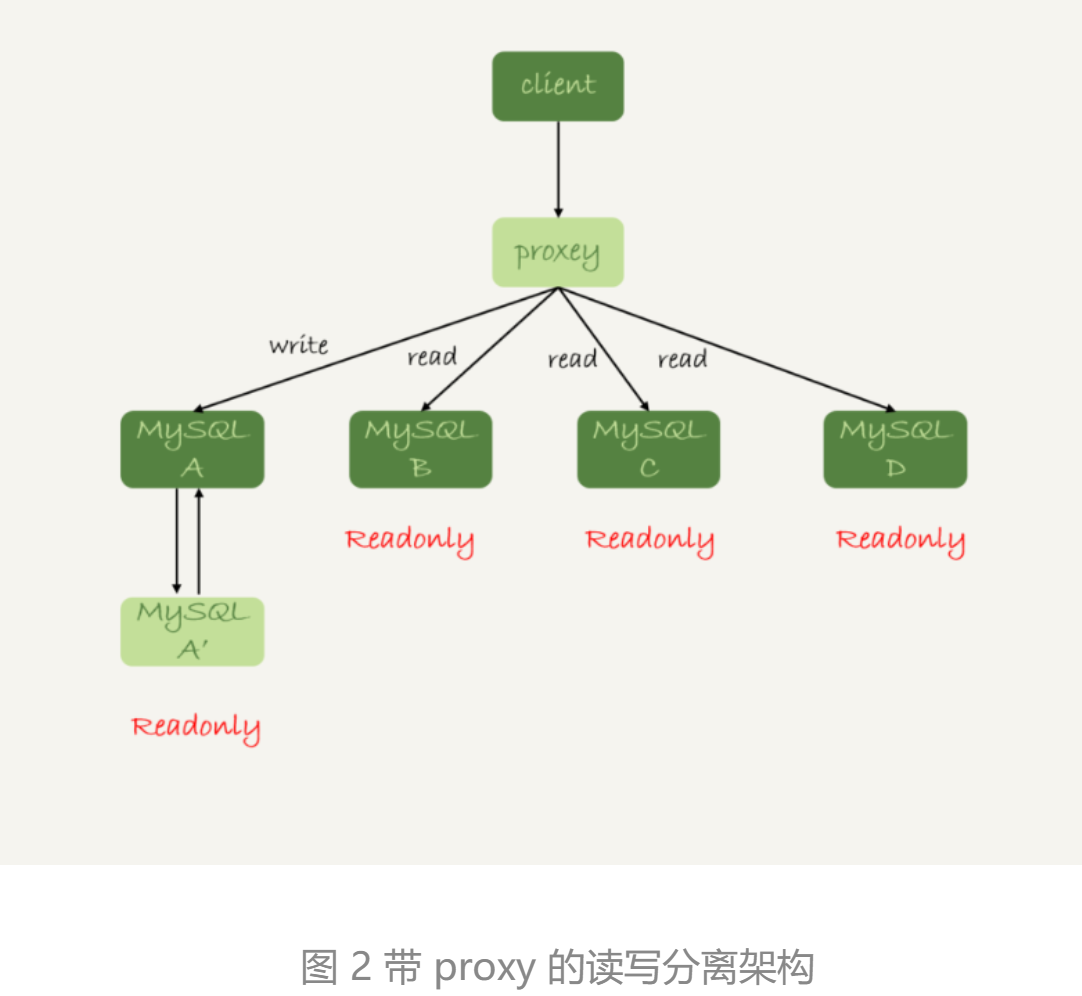 client
proxey
write
read
read
read
MySQL
A
MySQL
B
MySQL
C
MySQL
D
Readonly
Readonly
Readonly
MySQL
A'
Readonly
图 2 带 proxy 的读写分离架构